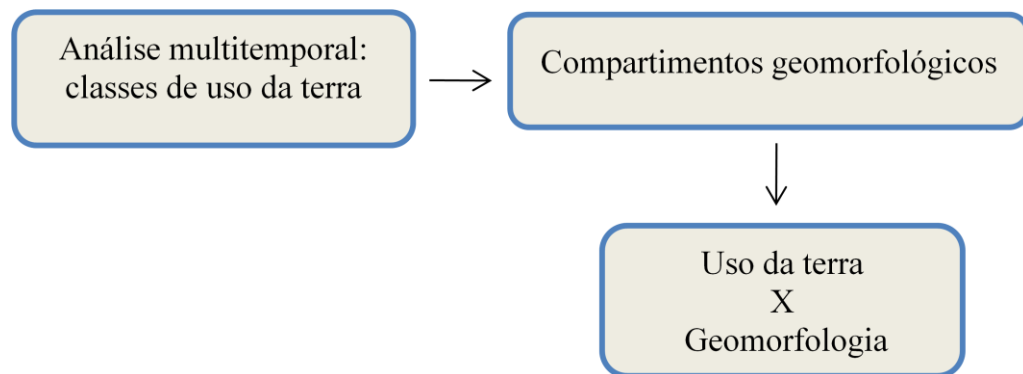 Análise multitemporal:
classes de uso da terra
Compartimentos geomorfológicos
Uso da terra
X
Geomorfologia